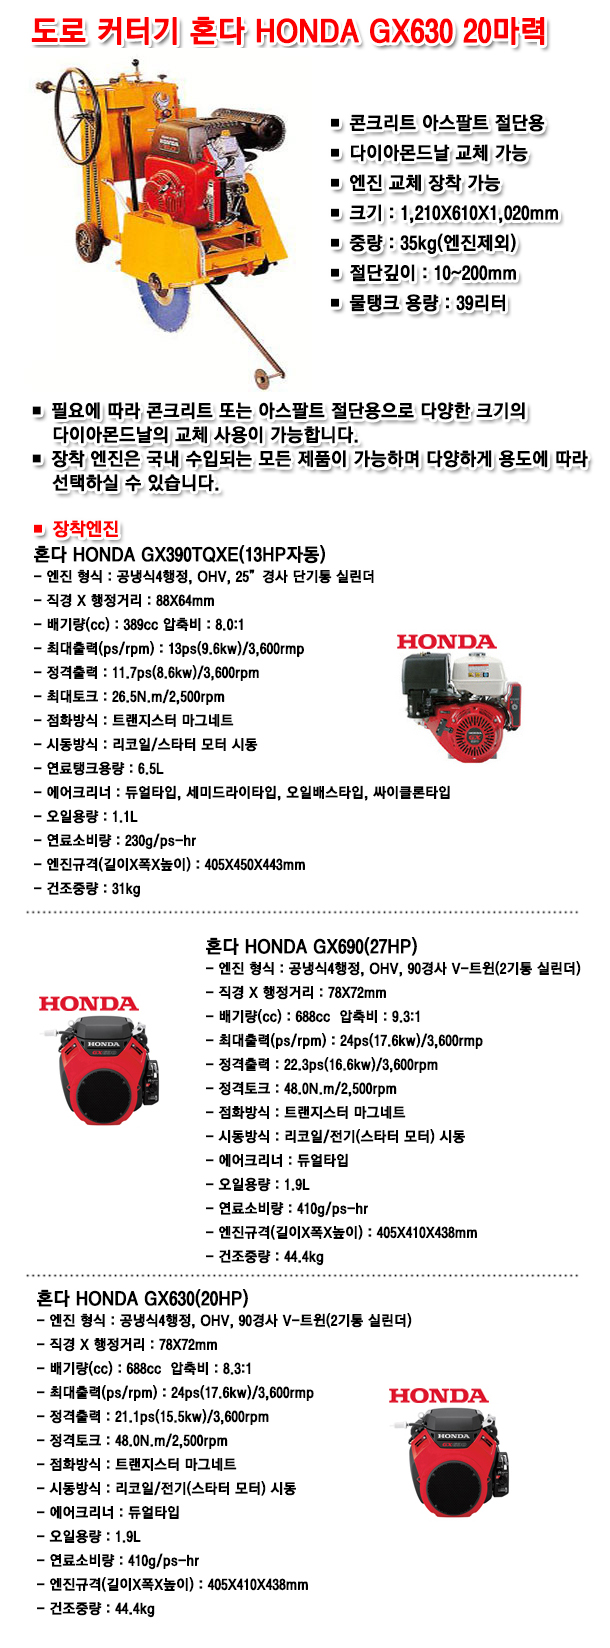 도로 커터기 혼다 HONDA GX630 20마력
■ 콘크리트 아스팔트 절단용
■ 다이아몬드날 교체 가능
■ 엔진 교체 장착 가능
■ 크기 : 1,210X610X1,020mm
■ 중량 : 35kg(엔진제외)
■ 절단깊이 : 10~200mm
■ 물탱크 용량 : 39리터
■ 필요에 따라 콘크리트 또는 아스팔트 절단용으로 다양한 크기의
다이아몬드날의 교체 사용이 가능합니다.
■ 장착 엔진은 국내 수입되는 모든 제품이 가능하며 다양하게 용도에 따라
선택하실 수 있습니다.
■ 장착엔진
혼다 HONDA GX390TQXE(13HP자동)
- 엔진 형식 : 공냉식4행정, OHV, 25” 경사 단기통 실린더
- 직경 X 행정거리 : 88X64mm
- 배기량(cc) : 389cc 압축비 : 8.0:1
- 최대출력(ps/rpm) : 13ps(9.6kw)/3,600rmp
- 정격출력 : 11.7ps(8.6kw)/3,600rpm
- 최대토크 : 26.5N.m/2,500rpm
- 점화방식 : 트랜지스터 마그네트
- 시동방식 : 리코일/스타터 모터 시동
- 연료탱크용량 : 6.5L
- 에어크리너 : 듀얼타입, 세미드라이타입, 오일배스타입, 싸이클론타입
- 오일용량 : 1.1L
- 연료소비량 : 230g/ps-hr
- 엔진규격(길이X폭X높이) : 405X450X443mm
- 건조중량 : 31kg
HONDA
혼다 HONDA GX690(27HP)
- 엔진 형식 : 공냉식4행정, OHV, 90경사 V-트윈(2기통 실린더)
- 직경 X 행정거리 : 78X72mm
- 배기량(cc) : 688cc 압축비 : 9.3:1
- 최대출력(ps/rpm) : 24ps(17.6kw)/3,600rmp
- 정격출력 : 22.3ps(16.6kw)/3,600rpm
- 정격토크 : 48.0N.m/2,500rpm
- 점화방식 : 트랜지스터 마그네트
- 시동방식 : 리코일/전기(스타터 모터) 시동
- 에어크리너 : 듀얼타입
- 오일용량 : 1.9L
- 연료소비량 : 410g/ps-hr
- 엔진규격(길이X폭X높이) : 405X410X438mm
- 건조중량 : 44.4kg
HONDA
HONDA
혼다 HONDA GX630(20HP)
- 엔진 형식 : 공냉식4행정, OHV, 90경사 V-트윈(2기통 실린더)
- 직경 X 행정거리 : 78X72mm
- 배기량(cc) : 688cc 압축비 : 8.3:1
- 최대출력(ps/rpm) : 24ps(17.6kw)/3,600rmp
- 정격출력 : 21.1ps(15.5kw)/3,600rpm
- 정격토크 : 48.0N.m/2,500rpm
- 점화방식 : 트랜지스터 마그네트
- 시동방식 : 리코일/전기(스타터 모터) 시동
- 에어크리너 : 듀얼타입
- 오일용량 : 1.9L
- 연료소비량 : 410g/ps-hr
- 엔진규격(길이X폭X높이) : 405X410X438mm
- 건조중량 : 44.4kg
HONDA
HONDA